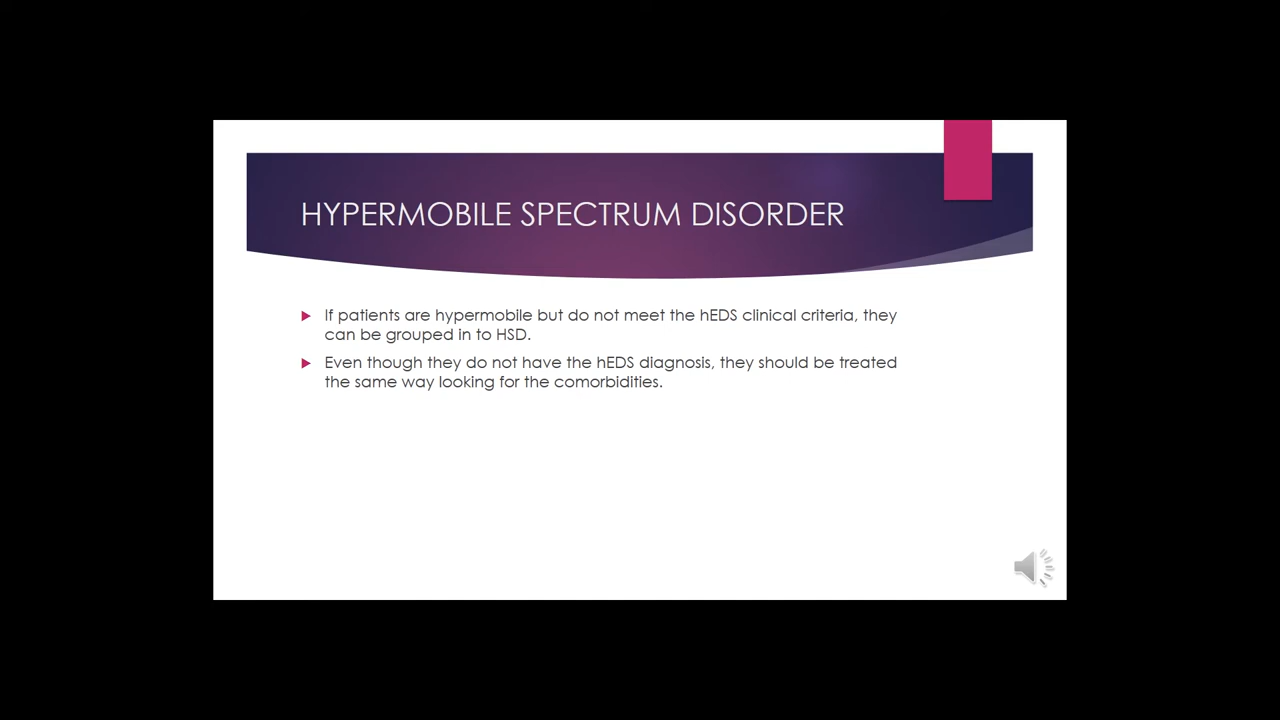 HYPERMOBILE SPECTRUM DISORDER
If patients are hypermobile but do not meet the hEDS clinical criteria, they
can be grouped in to HSD.
Even though they do not have the hEDS diagnosis, they should be treated
the same way looking for the comorbidities.